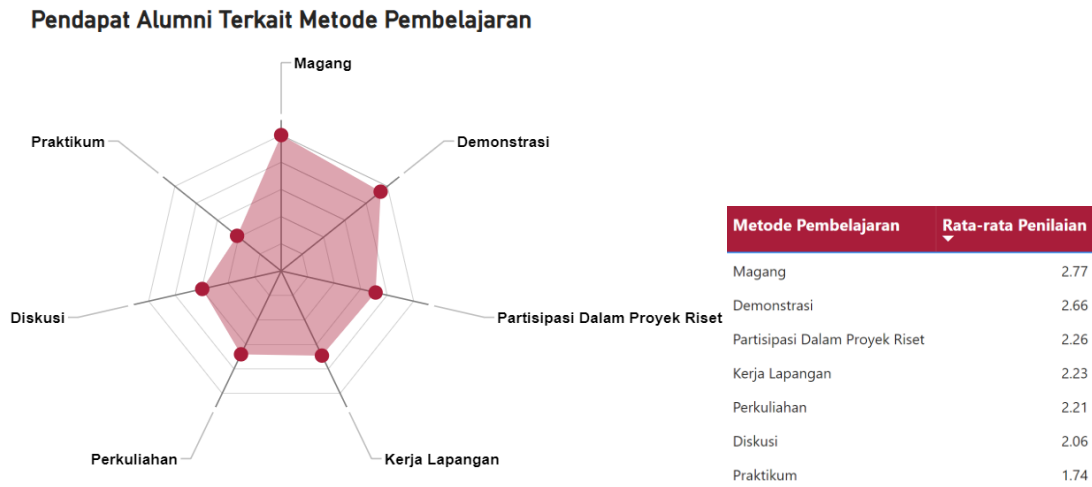 Pendapat Alumni Terkait Metode Pembelajaran
Magang
Praktikum
Demonstrasi
Diskusi
Partisipasi Dalam Proyek Riset
Perkuliahan
Kerja Lapangan
Metode Pembelajaran Rata-rata Penilaian
Magang 2.77
Demonstrasi 2.66
Partisipasi Dalam Proyek Riset 2.26
Kerja Lapangan 2.23
Perkuliahan 2.21
Diskusi 2.06
Praktikum 1.74